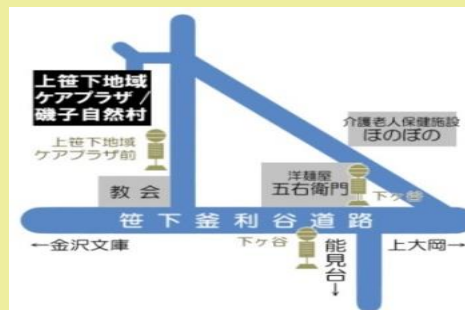 上笹下地域
ケアプラザ/
磯子自然村
上笹下地域
ケアプラザ前
介護老人保健施設
ほのぼの
洋麺屋
五右衛門
下ヶ谷
教会
笹下釜利谷道路
←金沢文庫
下ヶ谷
能見台→
上大岡→